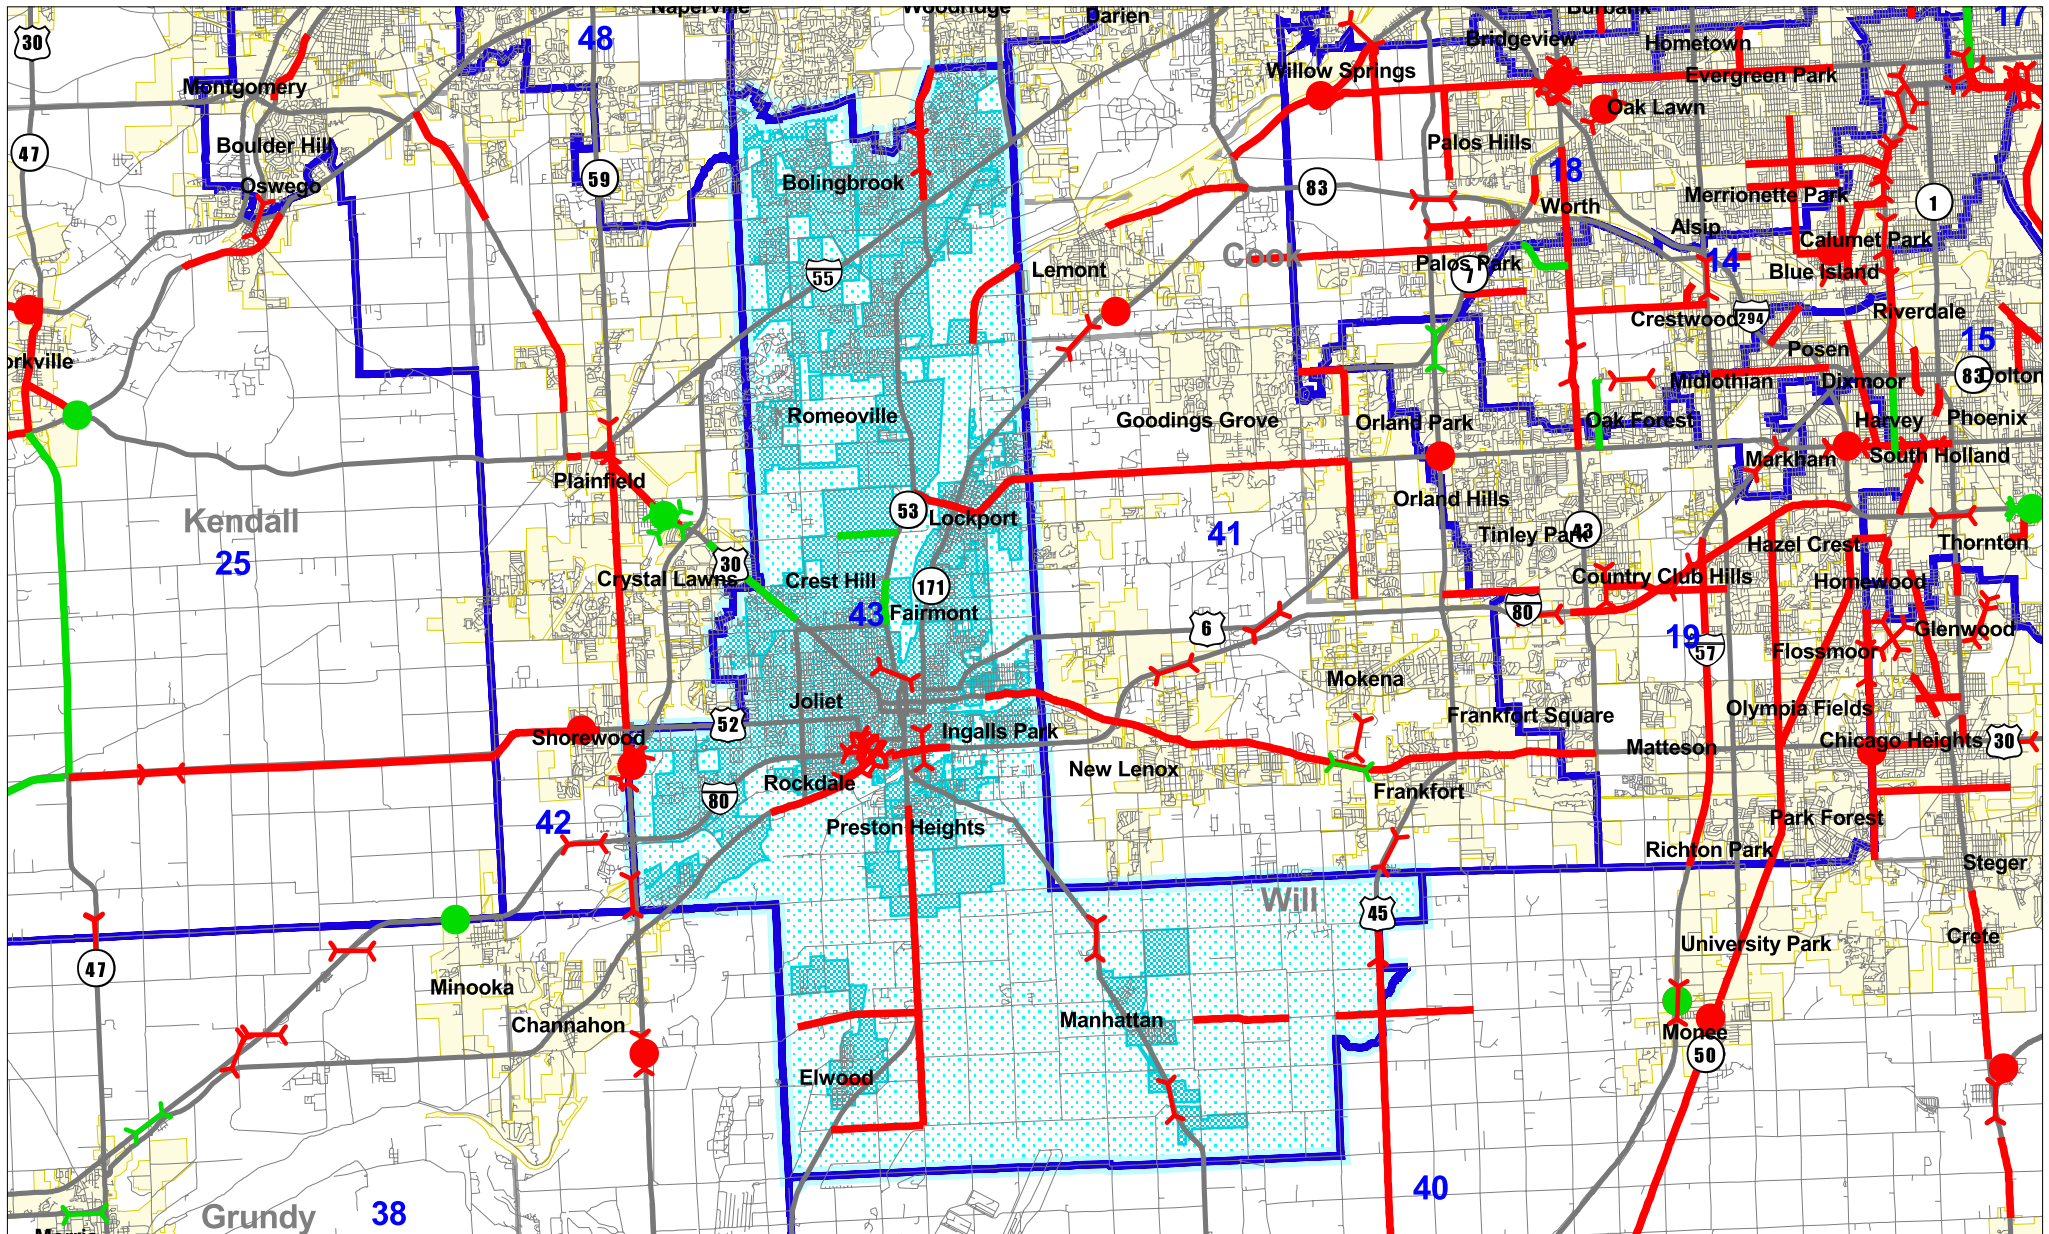 Naperville
Woodridge
Darien
Burbank
17
30
48
Bridgeview
Hometown
Willow Springs
Evergreen Park
Montgomery
Oak Lawn
47
Boulder Hill
Palos Hills
59
Bolingbrook
18
Oswego
83
Merrionette Park
1
Worth
Alsip
Cook
Calumet Park
55
Lemont
Palos Park
7
14
Blue Island
Crestwood
294
Riverdale
15
orkville
Posen
Midlothian
Dixmoor
83
Dolton
Romeoville
Goodings Grove
Orland Park
Oak Forest
Harvey
Phoenix
Markham
South Holland
Plainfield
Orland Hills
53
Lockport
Kendall
41
Tinley Park
43
Hazel Crest
Thornton
25
30
Crystal Lawns
Crest Hill
171
Country Club Hills
Homewood
43
Fairmont
80
6
19
57
Glenwood
Flossmoor
Joliet
Mokena
52
Ingalls Park
Frankfort Square
Olympia Fields
Shorewood
Matteson
Chicago Heights
30
Rockdale
New Lenox
80
Frankfort
42
Preston Heights
Park Forest
Richton Park
Steger
Will
45
47
University Park
Crete
Minooka
Channahon
Manhattan
Monee
50
Elwood
40
Grundy
38
Morris